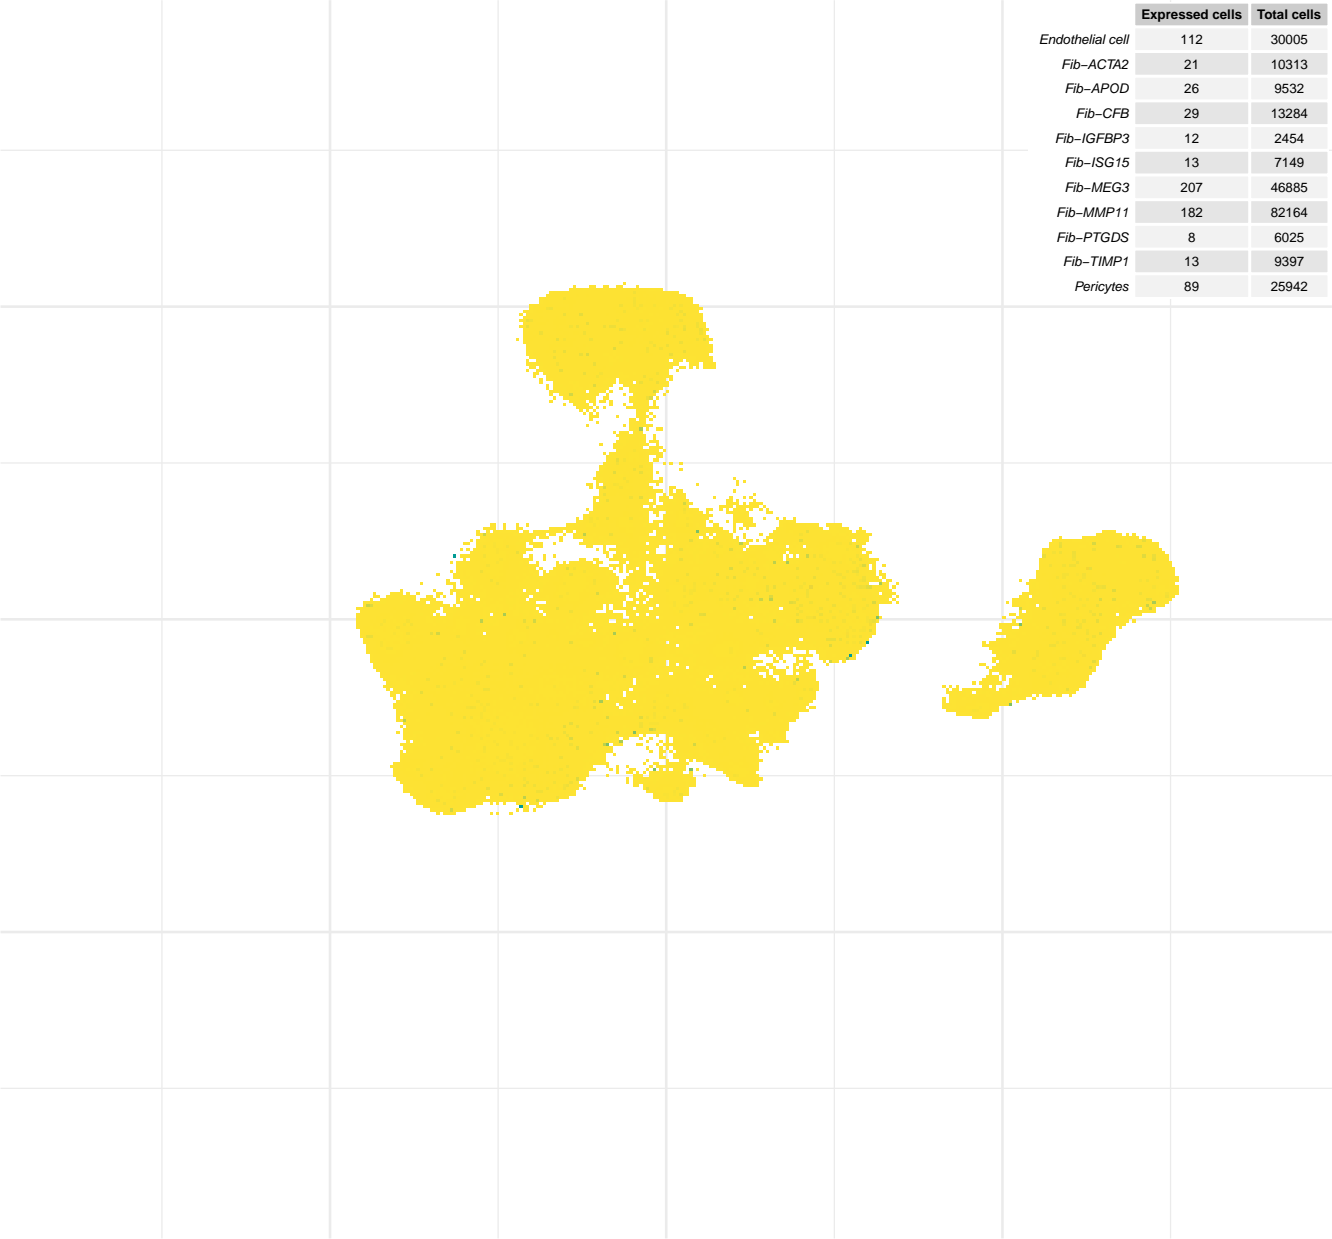 Expressed cells Total cells
Endothelial cell 112 30005
Fib−ACTA2 21 10313
Fib−APOD 26 9532
Fib−CFB 29 13284
Fib−IGFBP3 12 2454
Fib−ISG15 13 7149
Fib−MEG3 207 46885
Fib−MMP11 182 82164
Fib−PTGDS 8 6025
Fib−TIMP1 13 9397
Pericytes 89 25942